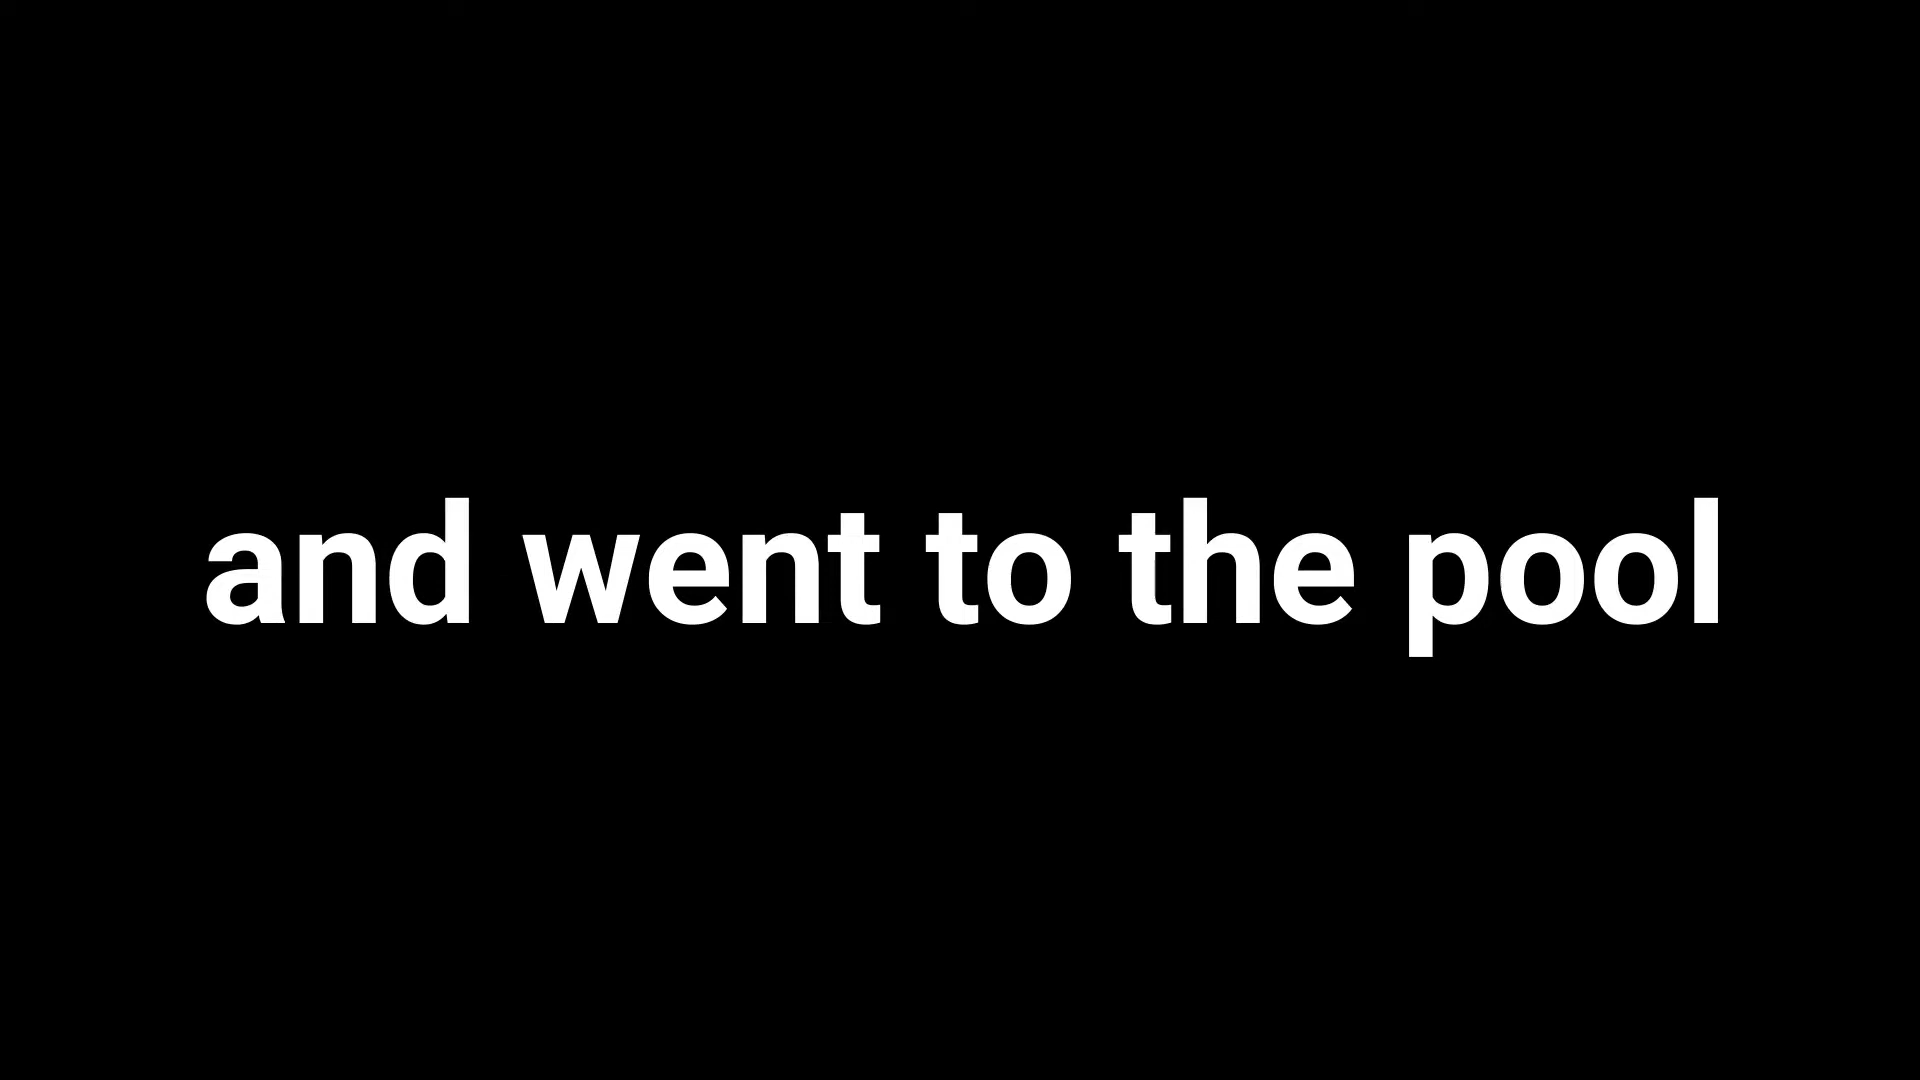 and went to the pool